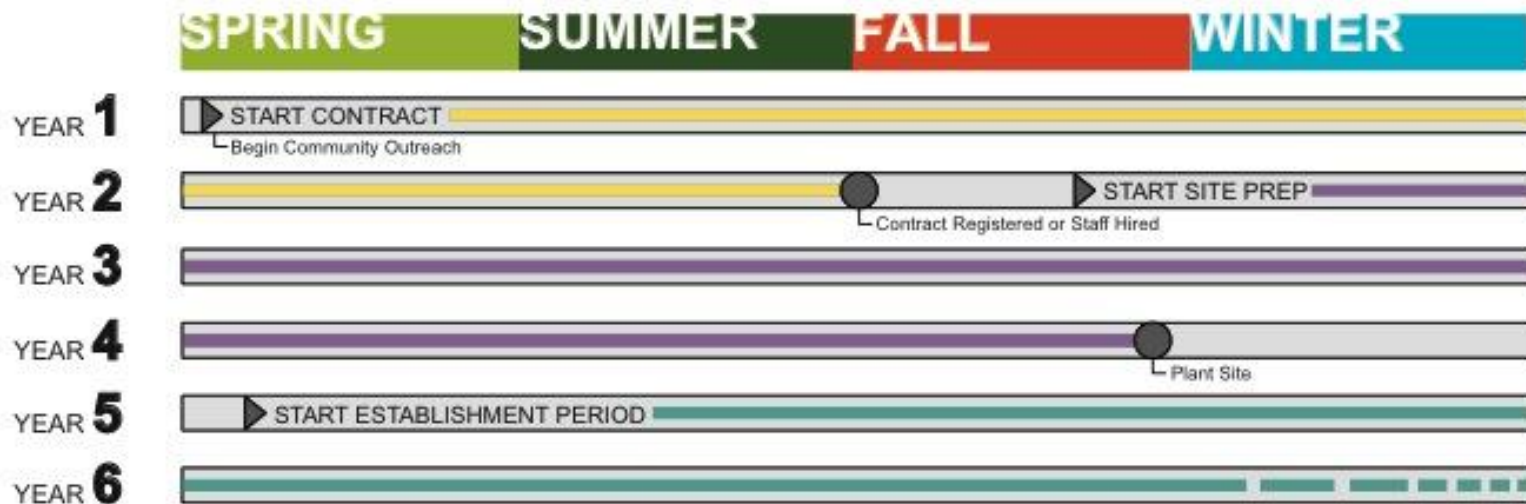 SPRING SUMMER FALL WINTER
YEAR 1 START CONTRACT
Begin Community Outreach
YEAR 2 START SITE PREP
Contract Registered or Staff Hired
YEAR 3
YEAR 4
Plant Site
YEAR 5 START ESTABLISHMENT PERIOD
YEAR 6